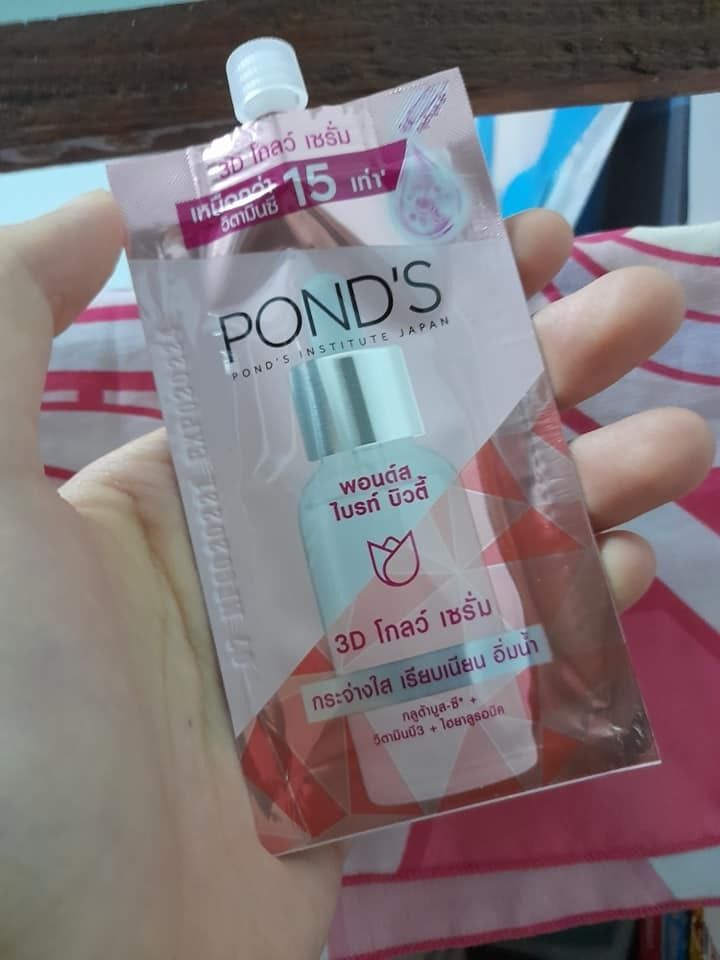 3D โกลว์ เซรั่ม
เหนือกว่า
วิตามินซี
15 เท่า*
POND'S
POND'S INSTITUTE JAPAN
พอนด์ส
ไบรท์ บิวตี้
3D โกลว์ เซรั่ม
กระจ่างใส เรียบเนียน อิ่มน้ำ
กลูต้าบูส-ซี* +
วิตามินบี3 + ไฮยาลูรอนิค